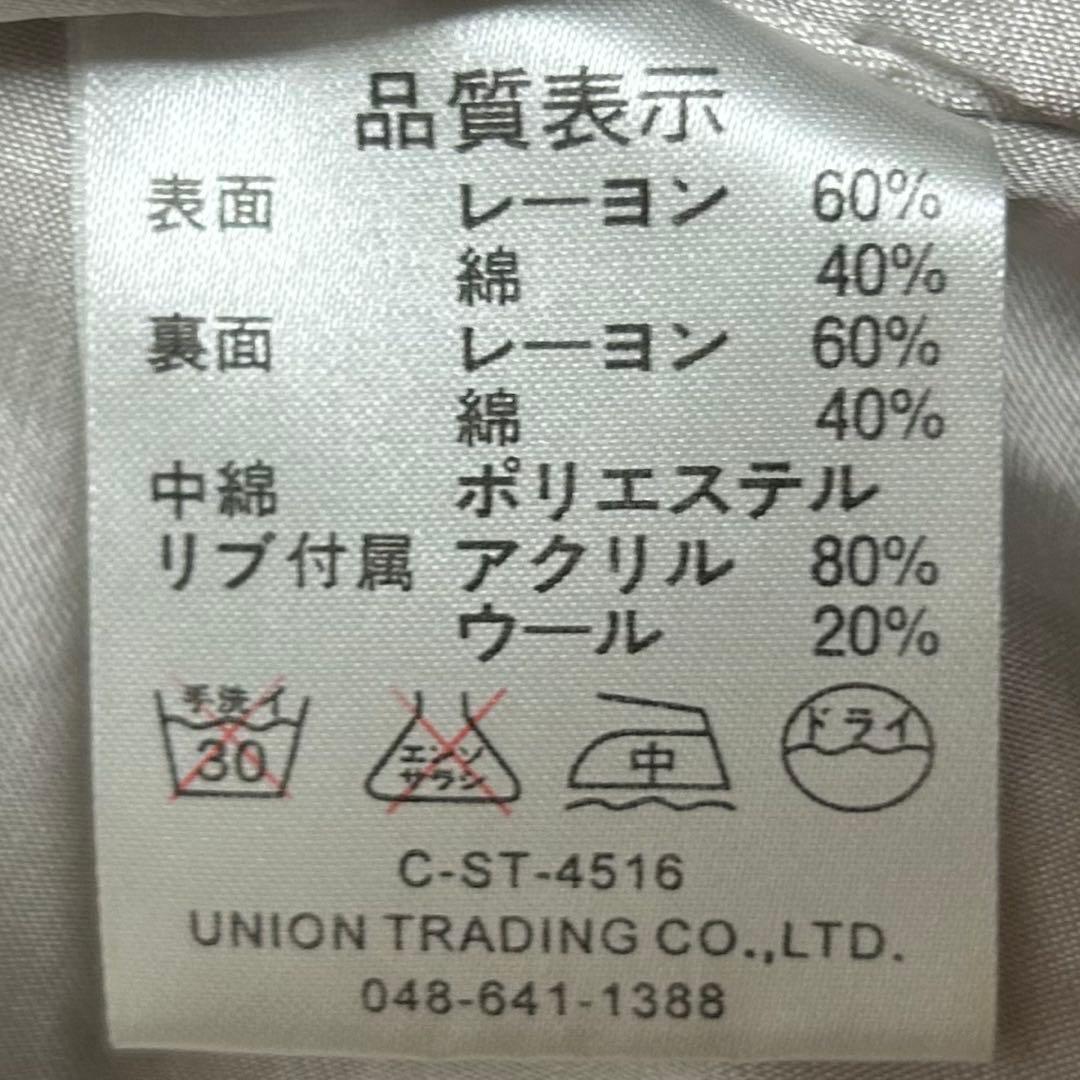 品質表示
表面 レーヨン 60%
綿 40%
裏面 レーヨン 60%
綿 40%
中綿 ポリエステル
リブ付属 アクリル 80%
ウール 20%
手洗イ 30
エンソ
サラシ
中
ドライ
C-ST-4516
UNION TRADING CO.,LTD.
048-641-1388